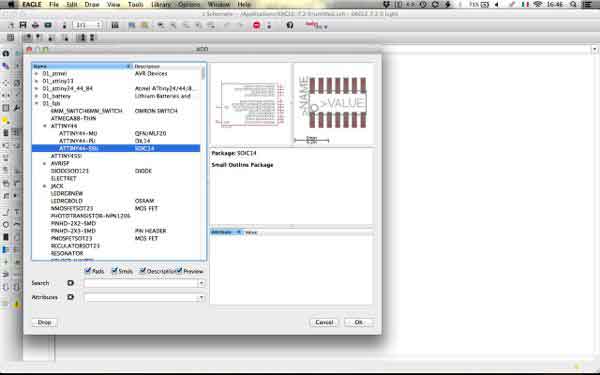 EAGLE File Edit Draw View Tools Library Options Window Help
(71%) 16:46
1 Schematic - /Applications/EAGLE-7.2.0/untitled.sch - EAGLE 7.2.0 Light
1/1
ADD
Name Description
01_atmel AVR Devices
01_attiny13
01_attiny24_44_84 Atmel ATtiny24/44/8...
01_battery Lithium Batteries and
01_fab
6MM_SWITCH6MM_SWITCH OMRON SWITCH
ATMEGA88-THIN
ATTINY44
ATTINY44-MU QFN/MLF20
ATTINY44-PU DIL14
ATTINY44-SSU SOIC14
ATTINY45SI
AVRISP
DIODESOD123 DIODE
ELECTRET
JACK
LEDRGBNEW
LEDRGBOLD OSRAM
NMOSFETSOT23 MOS FET
PHOTOTRANSISTOR-NPN1206
PINHD-2X2-SMD
PINHD-2X3-SMD PIN HEADER
PMOSFETSOT23 MOS FET
REGULATORSOT23
RESONATOR
>NAME
>VALUE
Package: SOIC14
Small Outline Package
Attribute Value
Pads Smds Description Preview
Search
Attributes
Drop Cancel OK